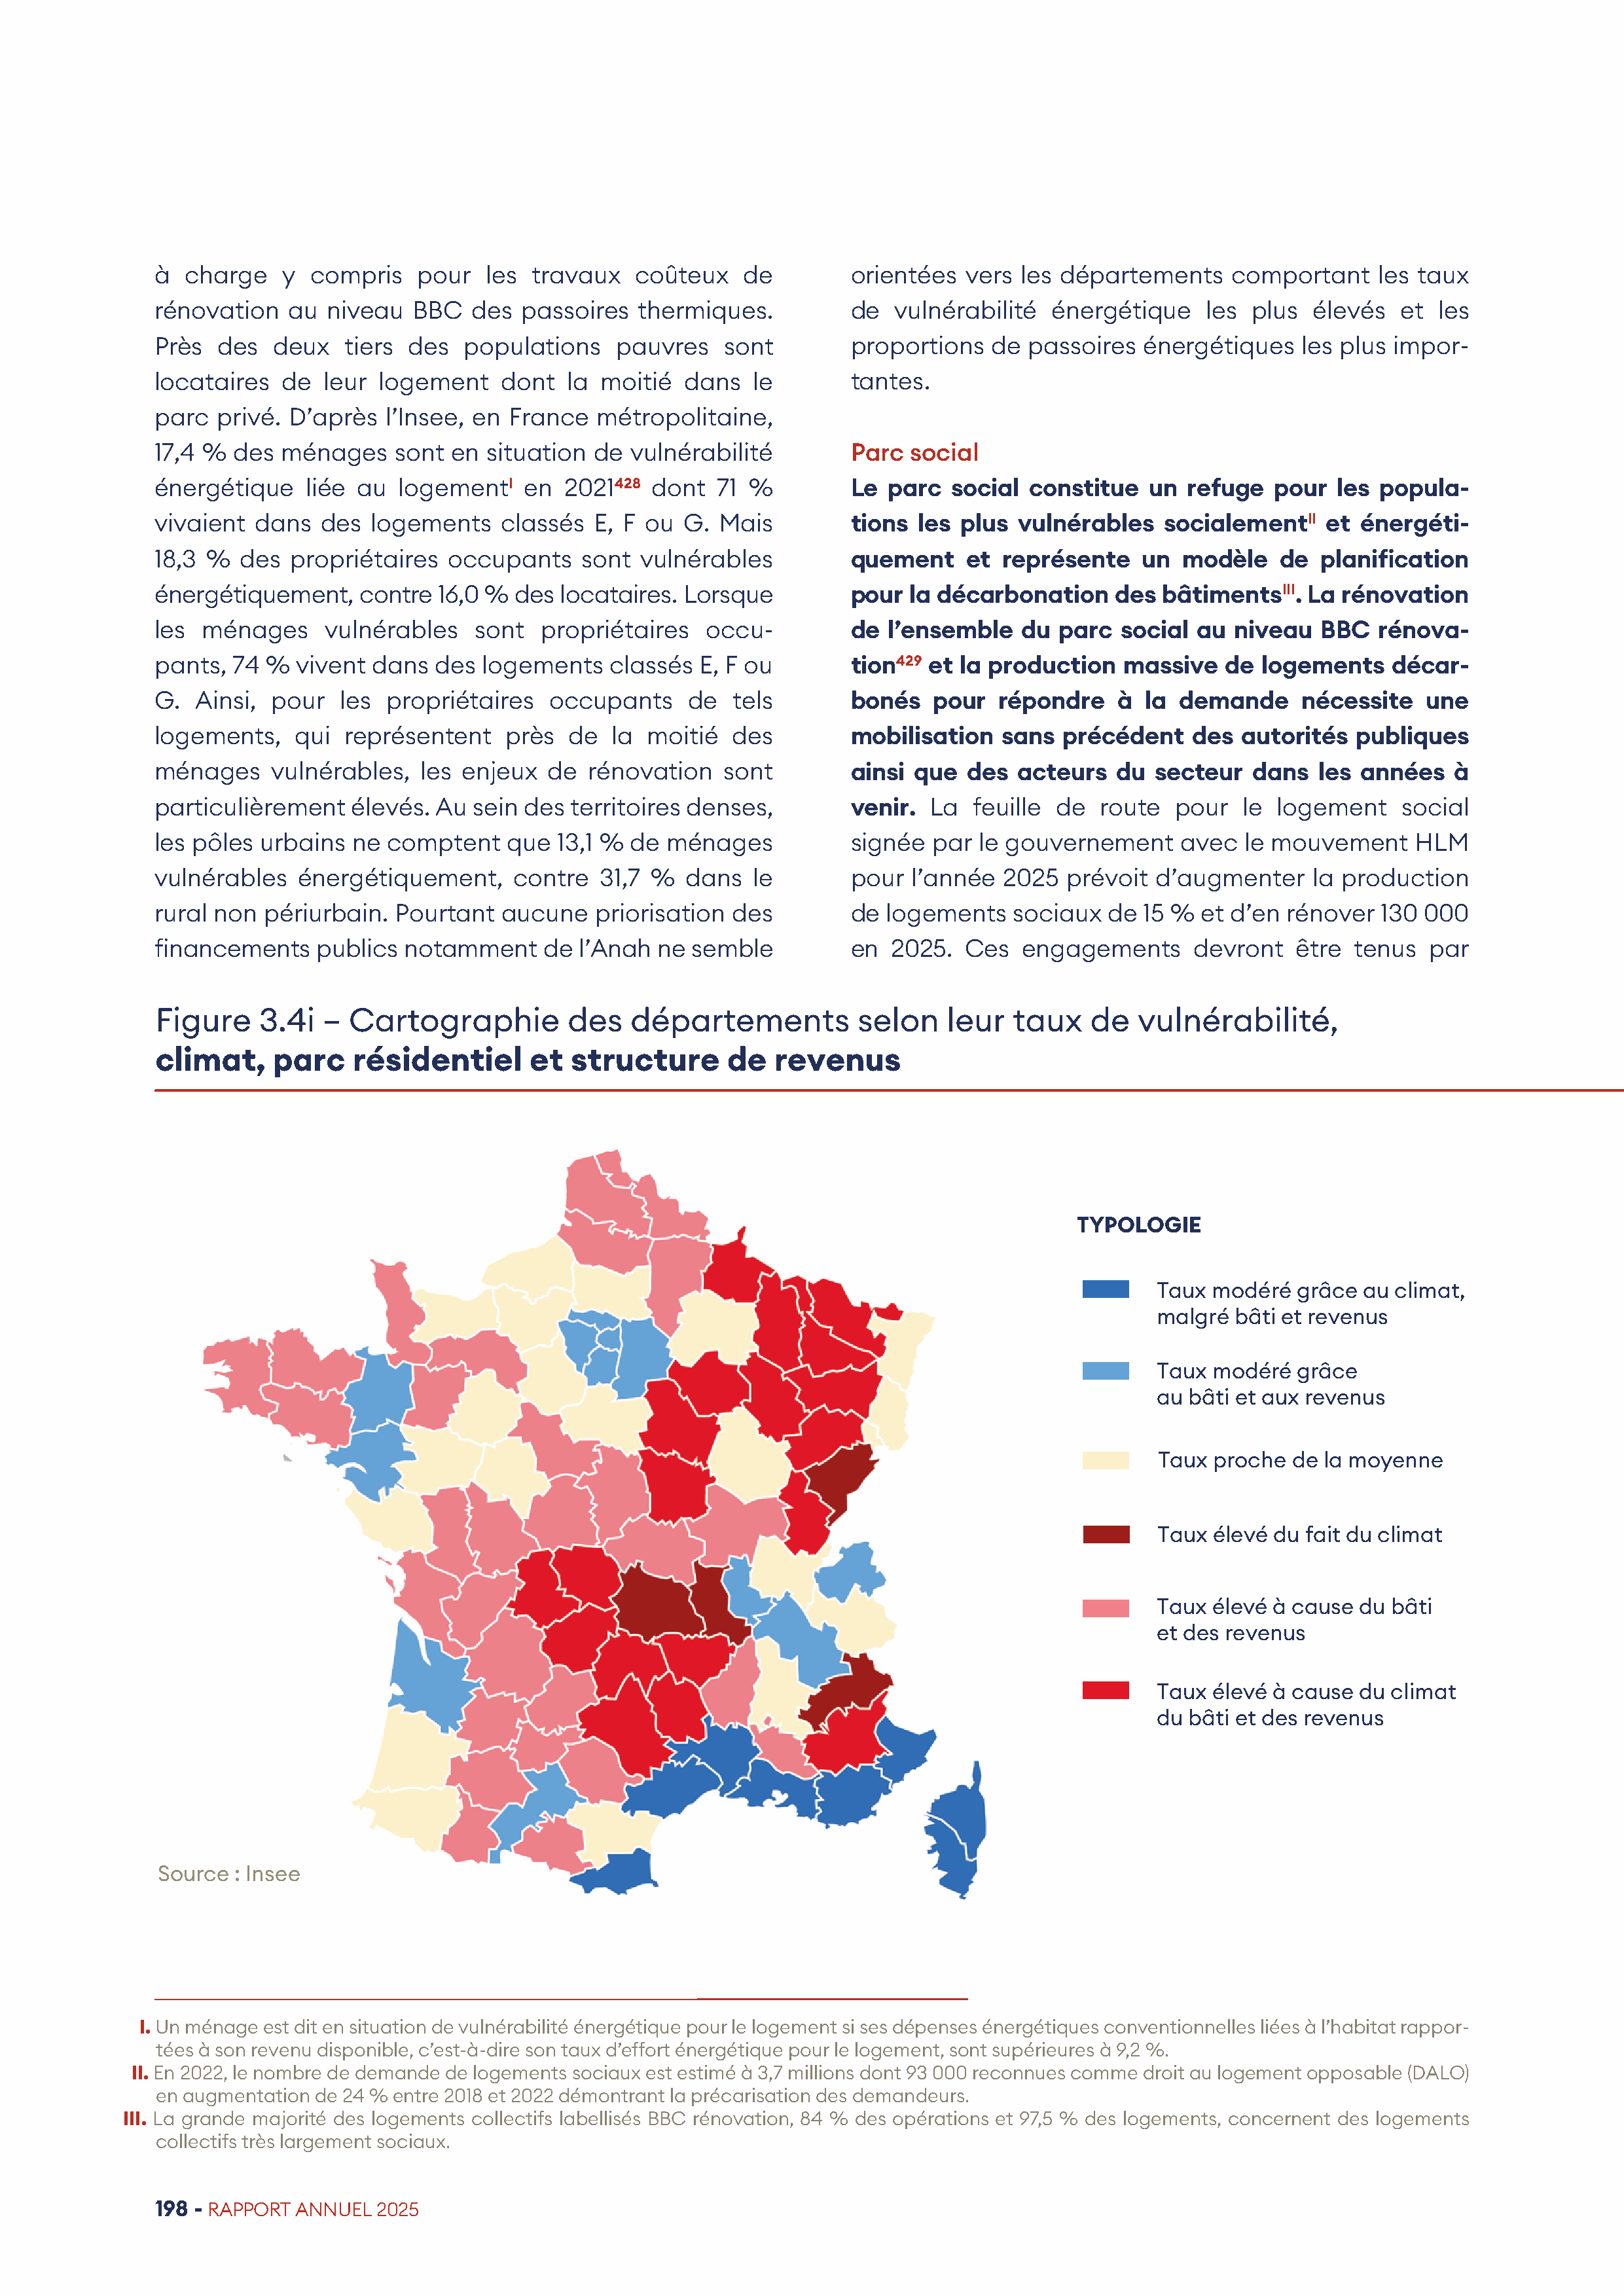 à charge y compris pour les travaux coûteux de
rénovation au niveau BBC des passoires thermiques.
Près des deux tiers des populations pauvres sont
locataires de leur logement dont la moitié dans le
parc privé. D’après l’Insee, en France métropolitaine,
17,4 % des ménages sont en situation de vulnérabilité
énergétique liée au logementI en 2021428 dont 71 %
vivaient dans des logements classés E, F ou G. Mais
18,3 % des propriétaires occupants sont vulnérables
énergétiquement, contre 16,0 % des locataires. Lorsque
les ménages vulnérables sont propriétaires occu-
pants, 74 % vivent dans des logements classés E, F ou
G. Ainsi, pour les propriétaires occupants de tels
logements, qui représentent près de la moitié des
ménages vulnérables, les enjeux de rénovation sont
particulièrement élevés. Au sein des territoires denses,
les pôles urbains ne comptent que 13,1 % de ménages
vulnérables énergétiquement, contre 31,7 % dans le
rural non périurbain. Pourtant aucune priorisation des
financements publics notamment de l’Anah ne semble
orientées vers les départements comportant les taux
de vulnérabilité énergétique les plus élevés et les
proportions de passoires énergétiques les plus impor-
tantes.
Parc social
Le parc social constitue un refuge pour les popula-
tions les plus vulnérables socialementII et énergéti-
quement et représente un modèle de planification
pour la décarbonation des bâtimentsIII. La rénovation
de l’ensemble du parc social au niveau BBC rénova-
tion429 et la production massive de logements décar-
bonés pour répondre à la demande nécessite une
mobilisation sans précédent des autorités publiques
ainsi que des acteurs du secteur dans les années à
venir. La feuille de route pour le logement social
signée par le gouvernement avec le mouvement HLM
pour l’année 2025 prévoit d’augmenter la production
de logements sociaux de 15 % et d’en rénover 130 000
en 2025. Ces engagements devront être tenus par
Figure 3.4i – Cartographie des départements selon leur taux de vulnérabilité,
climat, parc résidentiel et structure de revenus
TYPOLOGIE
Taux modéré grâce au climat,
malgré bâti et revenus
Taux modéré grâce
au bâti et aux revenus
Taux proche de la moyenne
Taux élevé du fait du climat
Taux élevé à cause du bâti
et des revenus
Taux élevé à cause du climat
du bâti et des revenus
Source : Insee
I. Un ménage est dit en situation de vulnérabilité énergétique pour le logement si ses dépenses énergétiques conventionnelles liées à l’habitat rappor-
tées à son revenu disponible, c’est-à-dire son taux d’effort énergétique pour le logement, sont supérieures à 9,2 %.
II. En 2022, le nombre de demande de logements sociaux est estimé à 3,7 millions dont 93 000 reconnues comme droit au logement opposable (DALO)
en augmentation de 24 % entre 2018 et 2022 démontrant la précarisation des demandeurs.
III. La grande majorité des logements collectifs labellisés BBC rénovation, 84 % des opérations et 97,5 % des logements, concernent des logements
collectifs très largement sociaux.
198 - RAPPORT ANNUEL 2025